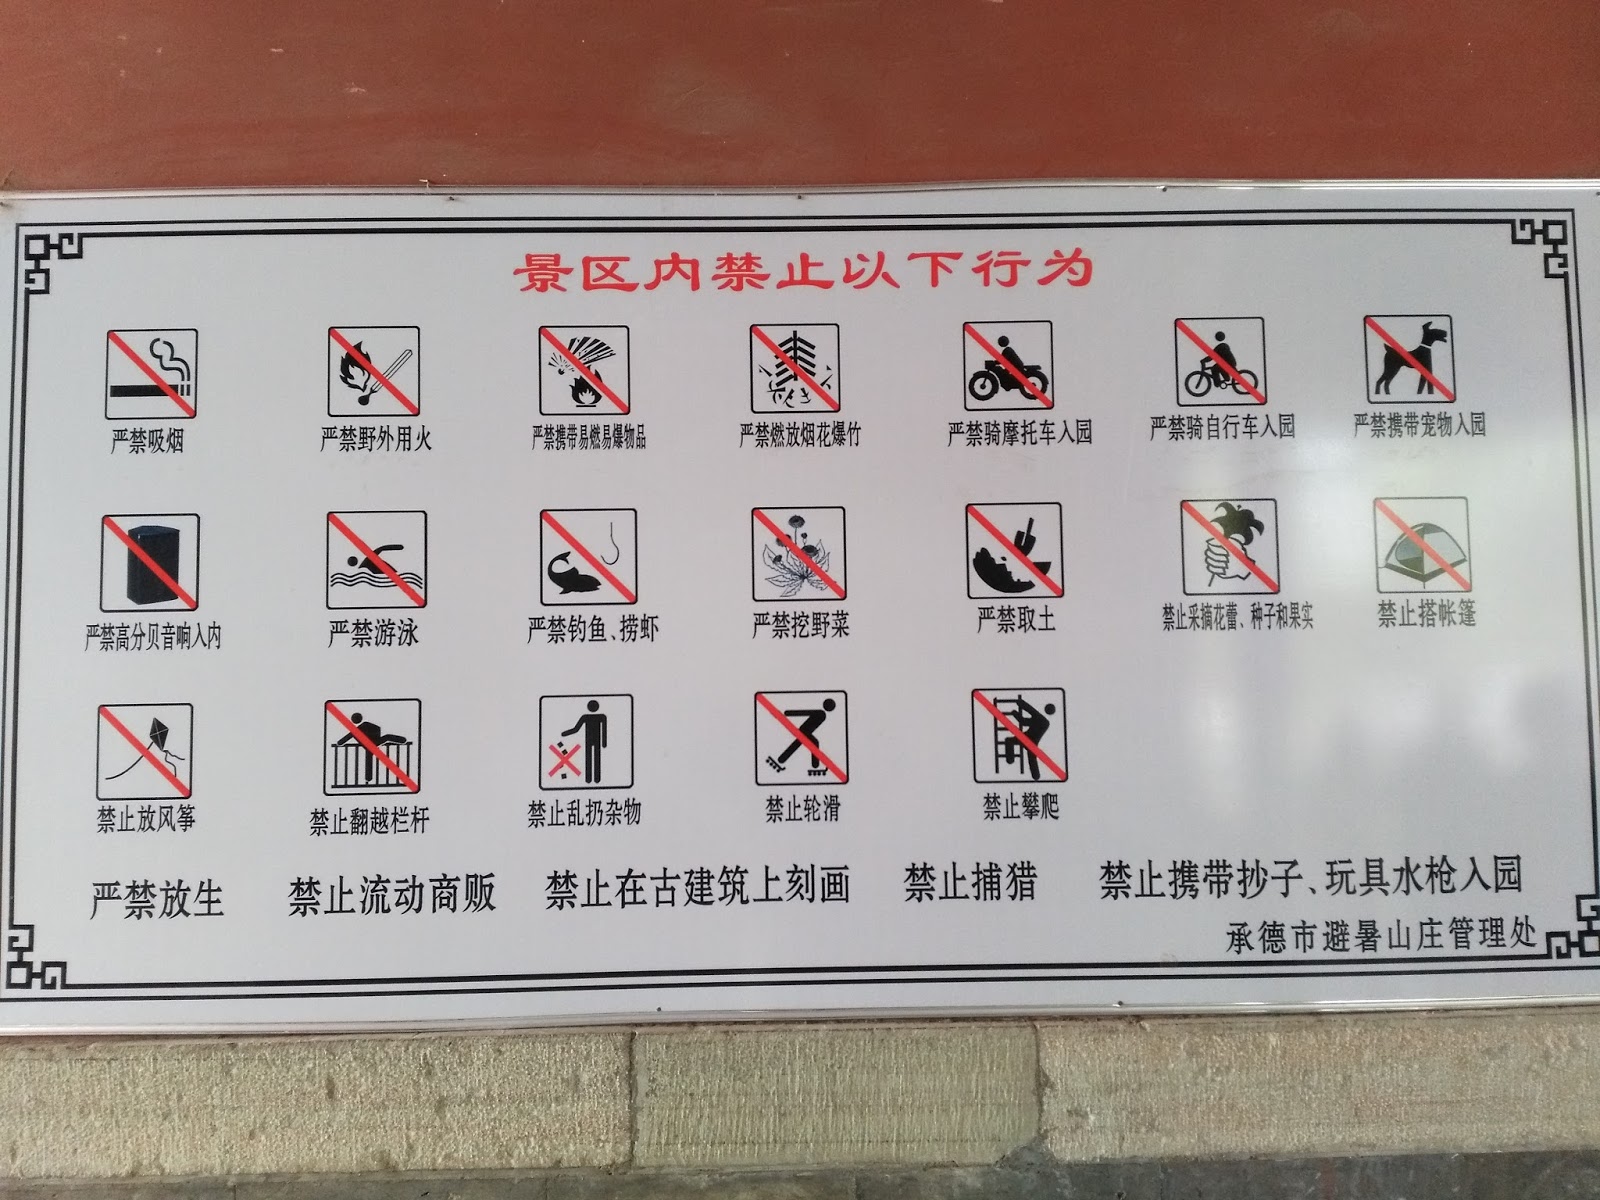 景区内禁止以下行为
严禁吸烟 严禁野外用火 严禁携带易燃易爆物品 严禁燃放烟花爆竹 严禁骑摩托车入园 严禁骑自行车入园 严禁携带宠物入园
严禁高分贝音响入内 严禁游泳 严禁钓鱼、捞虾 严禁挖野菜 严禁取土 禁止采摘花蕾、种子和果实 禁止搭帐篷
禁止放风筝 禁止翻越栏杆 禁止乱扔杂物 禁止轮滑 禁止攀爬
严禁放生 禁止流动商贩 禁止在古建筑上刻画 禁止捕猎 禁止携带抄子、玩具水枪入园
承德市避暑山庄管理处